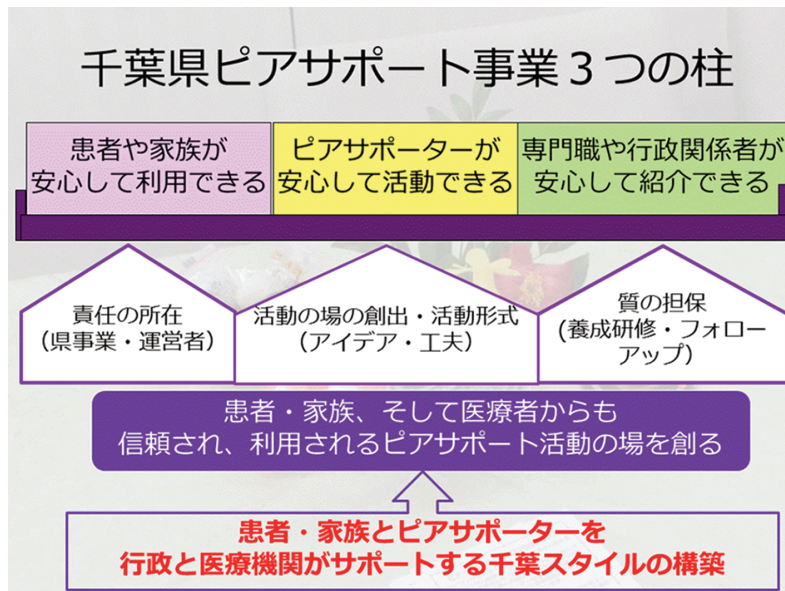 千葉県ピアサポート事業３つの柱
患者や家族が
安心して利用できる
ピアサポーターが
安心して活動できる
専門職や行政関係者が
安心して紹介できる
責任の所在
（県事業・運営者）
活動の場の創出・活動形式
（アイデア・工夫）
質の担保
(養成研修・フォロー
アップ）
患者・家族、そして医療者からも
信頼され、利用されるピアサポート活動の場を創る
患者・家族とピアサポーターを
行政と医療機関がサポートする千葉スタイルの構築